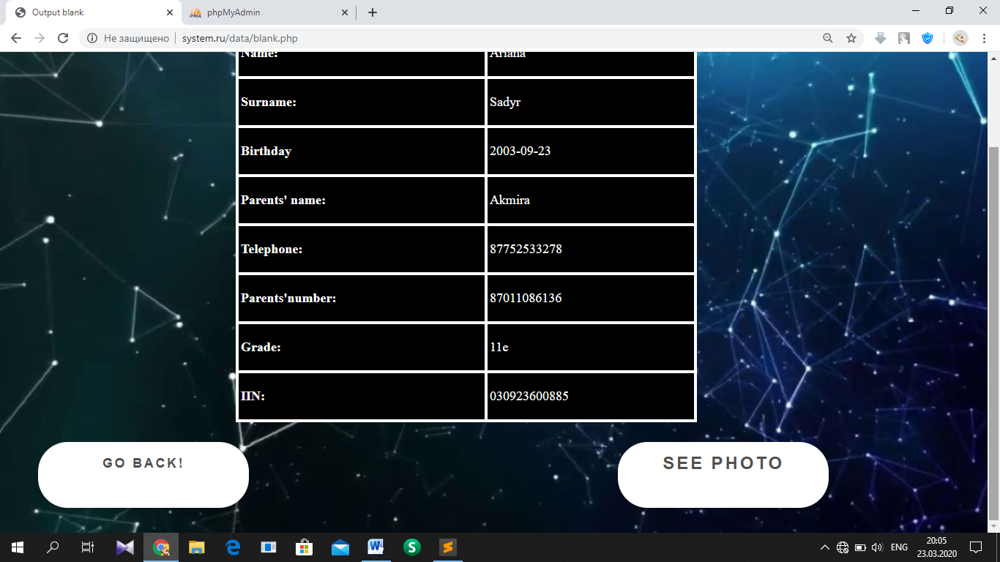 Output blank
phpMyAdmin
Не защищено
system.ru/data/blank.php
Name: Ariana
Surname: Sadyr
Birthday 2003-09-23
Parents' name: Akmira
Telephone: 87752533278
Parents'number: 87011086136
Grade: 11e
IIN: 030923600885
GO BACK!
SEE PHOTO
ENG
20:05
23.03.2020